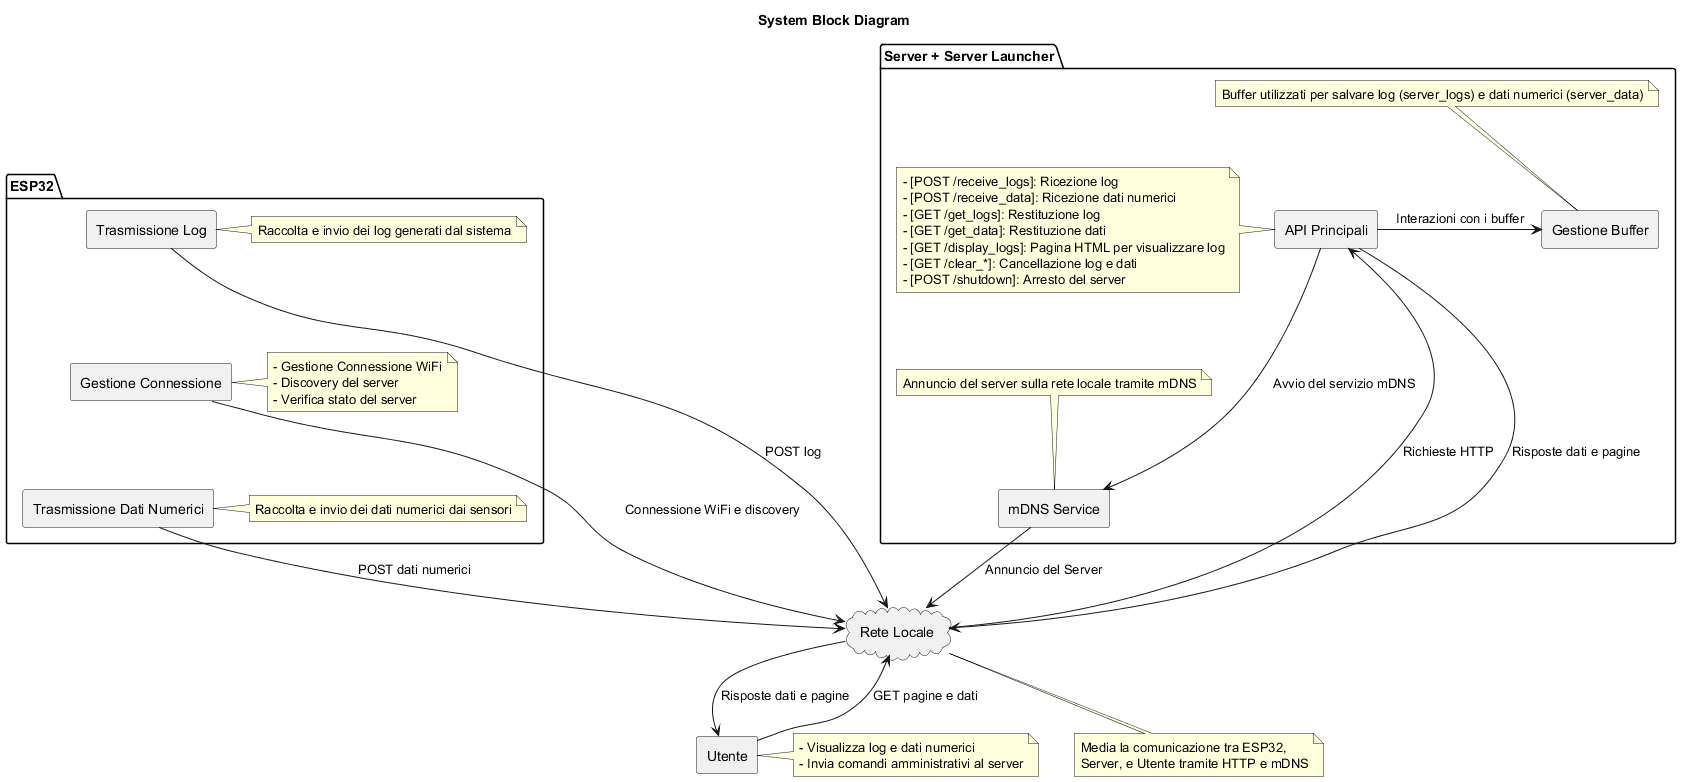 System Block Diagram
Server + Server Launcher
Buffer utilizzati per salvare log (server_logs) e dati numerici (server_data)
- [POST /receive_logs]: Ricezione log
- [POST /receive_data]: Ricezione dati numerici
- [GET /get_logs]: Restituzione log
- [GET /get_data]: Restituzione dati
- [GET /display_logs]: Pagina HTML per visualizzare log
- [GET /clear_*]: Cancellazione log e dati
- [POST /shutdown]: Arresto del server
API Principali
Interazioni con i buffer
Gestione Buffer
ESP32
Trasmissione Log
Raccolta e invio dei log generati dal sistema
Gestione Connessione
- Gestione Connessione WiFi
- Discovery del server
- Verifica stato del server
Annuncio del server sulla rete locale tramite mDNS
Avvio del servizio mDNS
POST log
Richieste HTTP
Risposte dati e pagine
Trasmissione Dati Numerici
Raccolta e invio dei dati numerici dai sensori
Connessione WiFi e discovery
mDNS Service
POST dati numerici
Annuncio del Server
Rete Locale
Risposte dati e pagine
GET pagine e dati
Utente
- Visualizza log e dati numerici
- Invia comandi amministrativi al server
Media la comunicazione tra ESP32,
Server, e Utente tramite HTTP e mDNS